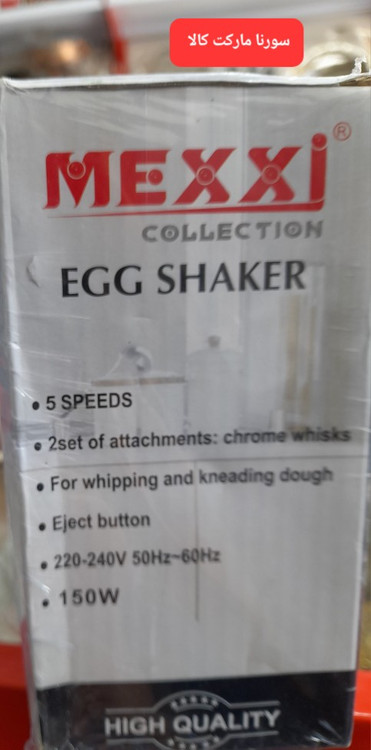 سورنا مارکت کالا
MEXXi®
COLLECTION
EGG SHAKER
• 5 SPEEDS
• 2set of attachments: chrome whisks
• For whipping and kneading dough
• Eject button
• 220-240V 50Hz~60Hz
• 150W
HIGH QUALITY